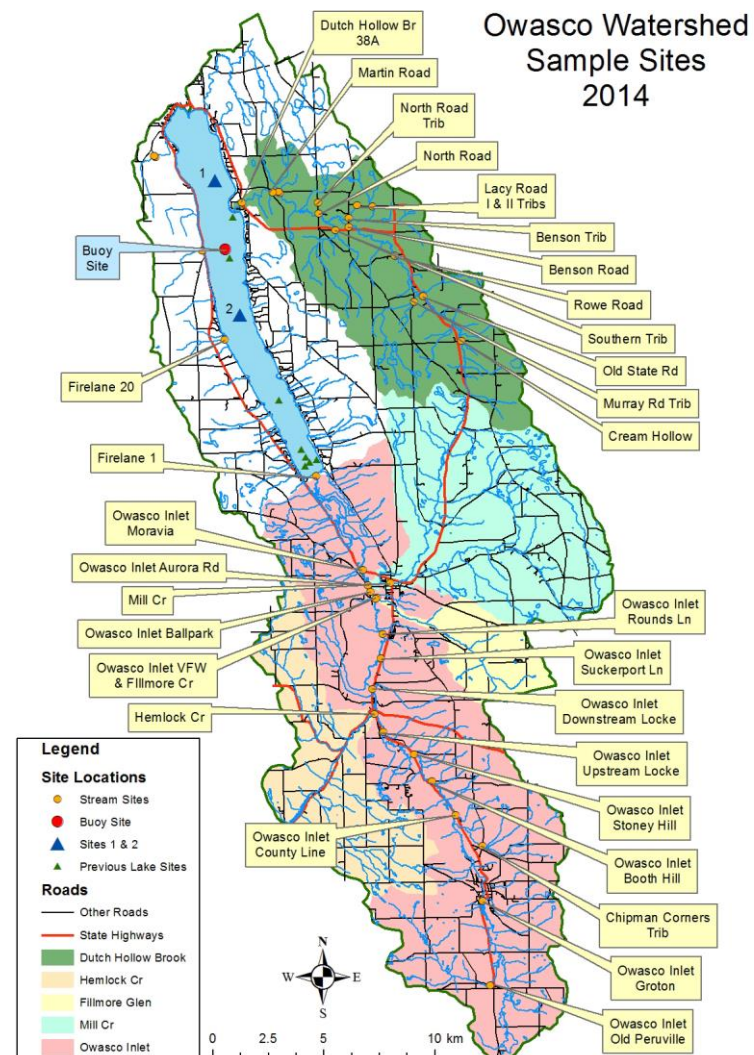 Owasco Watershed
Sample Sites
2014
Dutch Hollow Br
38A
Martin Road
North Road
Trib
North Road
Lacy Road
I & II Tribs
Benson Trib
Benson Road
Rowe Road
Southern Trib
Old State Rd
Murray Rd Trib
Cream Hollow
1
Buoy
Site
2
Firelane 20
Firelane 1
Owasco Inlet
Moravia
Owasco Inlet Aurora Rd
Mill Cr
Owasco Inlet Ballpark
Owasco Inlet VFW
& FIllmore Cr
Hemlock Cr
Owasco Inlet
County Line
Owasco Inlet
Rounds Ln
Owasco Inlet
Suckerport Ln
Owasco Inlet
Downstream Locke
Owasco Inlet
Upstream Locke
Owasco Inlet
Stoney Hill
Owasco Inlet
Booth Hill
Chipman Corners
Trib
Owasco Inlet
Groton
Owasco Inlet
Old Peruville
Legend
Site Locations
Stream Sites
Buoy Site
Sites 1 & 2
Previous Lake Sites
Roads
Other Roads
State Highways
Dutch Hollow Brook
Hemlock Cr
Fillmore Glen
Mill Cr
Owasco Inlet
N
W E
S
0 2.5 5 10 km